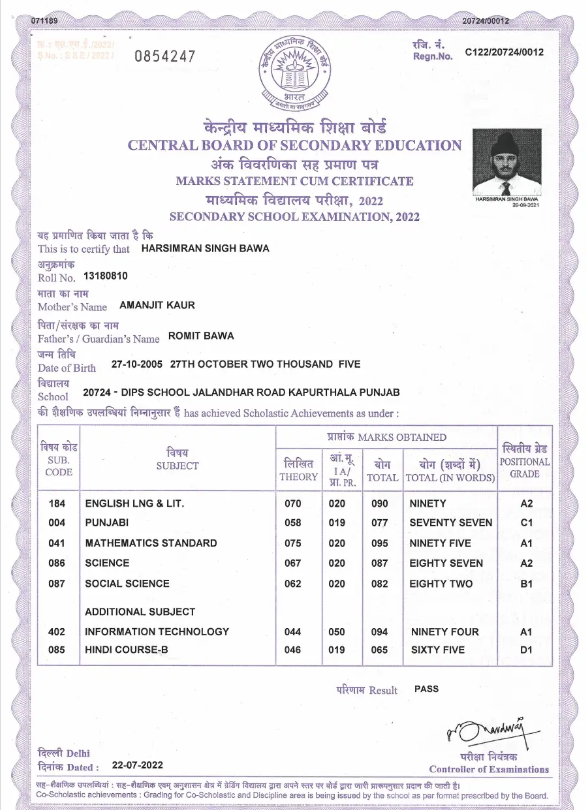 071189 20724/00012
क्र.: एस.एस.ई./2022/
S No. : S.S.E / 2022 / 0854247
रजि. नं.
Regn.No. C122/20724/0012
केन्द्रीय माध्यमिक शिक्षा बोर्ड
भारत
केन्द्रीय माध्यमिक शिक्षा बोर्ड
CENTRAL BOARD OF SECONDARY EDUCATION
अंक विवरणिका सह प्रमाण पत्र
MARKS STATEMENT CUM CERTIFICATE
माध्यमिक विद्यालय परीक्षा, 2022
SECONDARY SCHOOL EXAMINATION, 2022
HARSIMRAN SINGH BAWA
यह प्रमाणित किया जाता है कि
This is to certify that HARSIMRAN SINGH BAWA
अनुक्रमांक
Roll No. 13180810
माता का नाम
Mother's Name AMANJIT KAUR
पिता/संरक्षक का नाम
Father's / Guardian's Name ROMIT BAWA
जन्म तिथि
Date of Birth 27-10-2005 27TH OCTOBER TWO THOUSAND FIVE
विद्यालय
School 20724 - DIPS SCHOOL JALANDHAR ROAD KAPURTHALA PUNJAB
की शैक्षणिक उपलब्धियां निम्नानुसार हैं has achieved Scholastic Achievements as under :
विषय कोड SUB. CODE
विषय SUBJECT
प्राप्तांक MARKS OBTAINED
लिखित THEORY
आं.मू. IA/ प्रा. PR.
योग TOTAL
योग (शब्दों में) TOTAL (IN WORDS)
स्थितीय ग्रेड POSITIONAL GRADE
184 ENGLISH LNG & LIT. 070 020 090 NINETY A2
004 PUNJABI 058 019 077 SEVENTY SEVEN C1
041 MATHEMATICS STANDARD 075 020 095 NINETY FIVE A1
086 SCIENCE 067 020 087 EIGHTY SEVEN A2
087 SOCIAL SCIENCE 062 020 082 EIGHTY TWO B1
ADDITIONAL SUBJECT
402 INFORMATION TECHNOLOGY 044 050 094 NINETY FOUR A1
085 HINDI COURSE-B 046 019 065 SIXTY FIVE D1
परिणाम Result PASS
दिल्ली Delhi
दिनांक Dated : 22-07-2022
परीक्षा नियंत्रक
Controller of Examinations
सह-शैक्षणिक उपलब्धियां : सह-शैक्षणिक एवम् अनुशासन क्षेत्र में ग्रेडिंग विद्यालय द्वारा अपने स्तर पर बोर्ड द्वारा जारी प्रारूपनुसार प्रदान की जाती है।
Co-Scholastic achievements : Grading for Co-Scholastic and Discipline area is being issued by the school as per format prescribed by the Board.